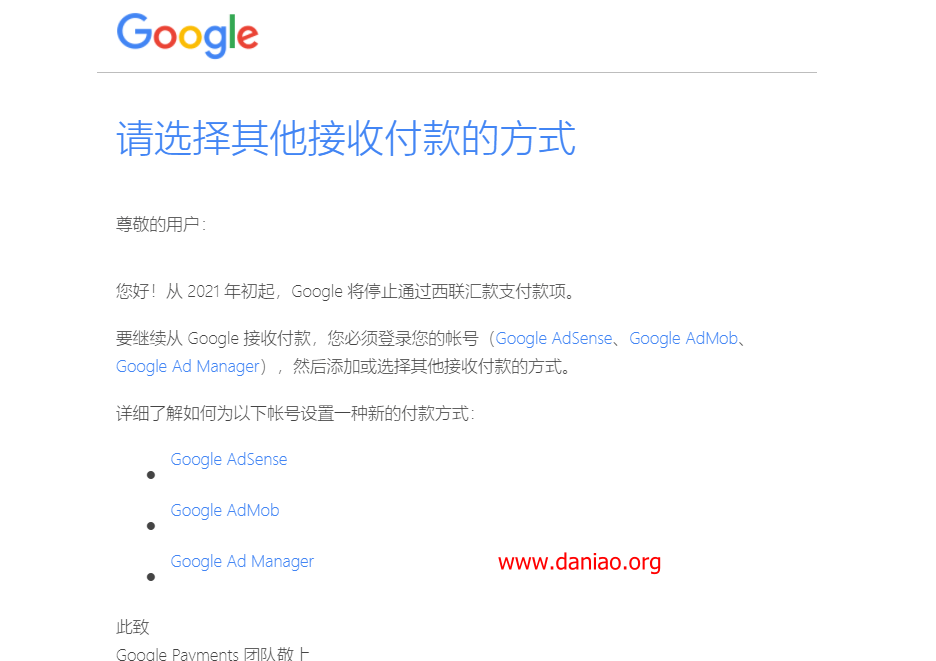 Google
请选择其他接收付款的方式
尊敬的用户：
您好！从 2021 年初起，Google 将停止通过西联汇款支付款项。
要继续从 Google 接收付款，您必须登录您的帐号（Google AdSense、Google AdMob、
Google Ad Manager），然后添加或选择其他接收付款的方式。
详细了解如何为以下帐号设置一种新的付款方式：
Google AdSense
Google AdMob
Google Ad Manager
www.daniao.org
此致
Google Payments 团队敬上